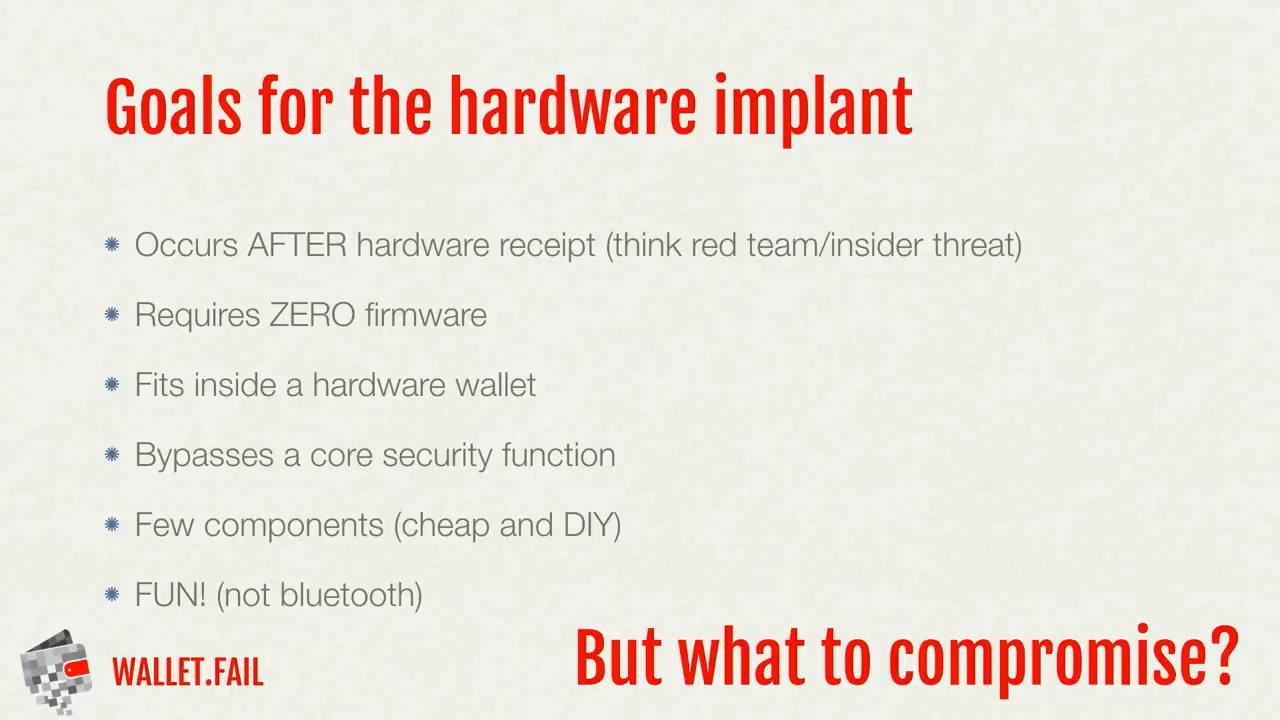 Goals for the hardware implant
Occurs AFTER hardware receipt (think red team/insider threat)
Requires ZERO firmware
Fits inside a hardware wallet
Bypasses a core security function
Few components (cheap and DIY)
FUN! (not bluetooth)
WALLET.FAIL
But what to compromise?